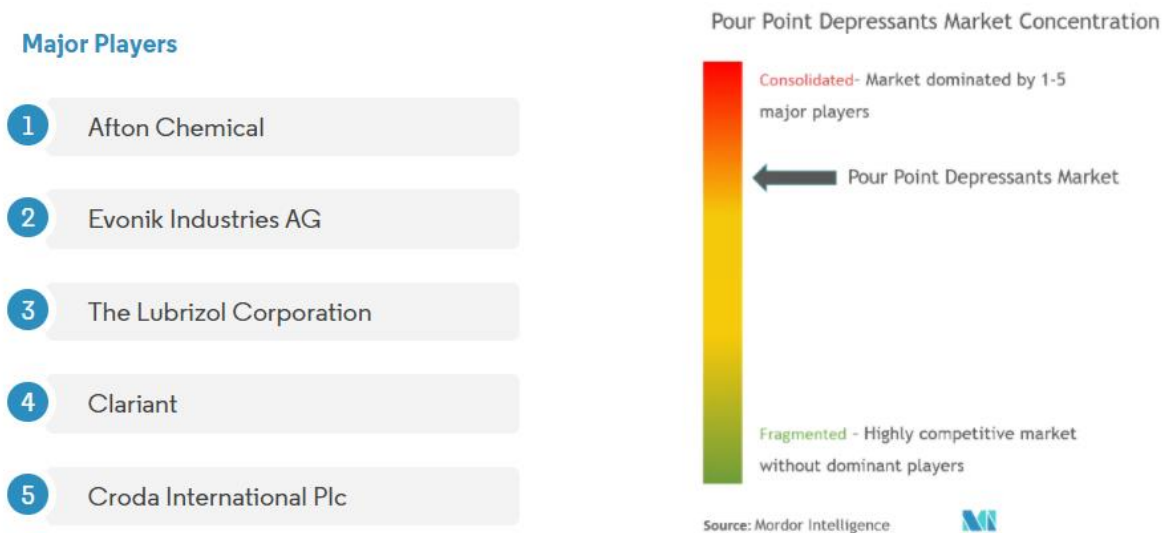 Major Players
1 Afton Chemical
2 Evonik Industries AG
3 The Lubrizol Corporation
4 Clariant
5 Croda International Plc
Pour Point Depressants Market Concentration
Consolidated- Market dominated by 1-5
major players
Pour Point Depressants Market
Fragmented - Highly competitive market
without dominant players
Source: Mordor Intelligence